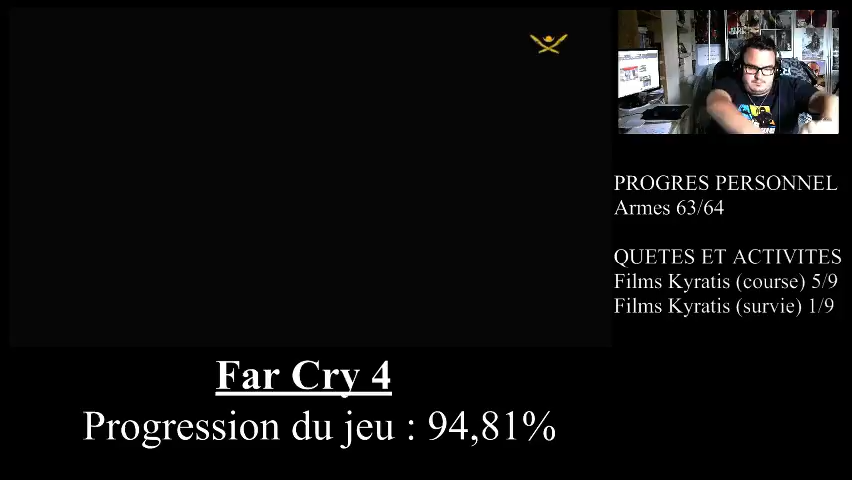 PROGRES PERSONNEL
Armes 63/64
QUETES ET ACTIVITES
Films Kyratis (course) 5/9
Films Kyratis (survie) 1/9
Far Cry 4
Progression du jeu : 94,81%